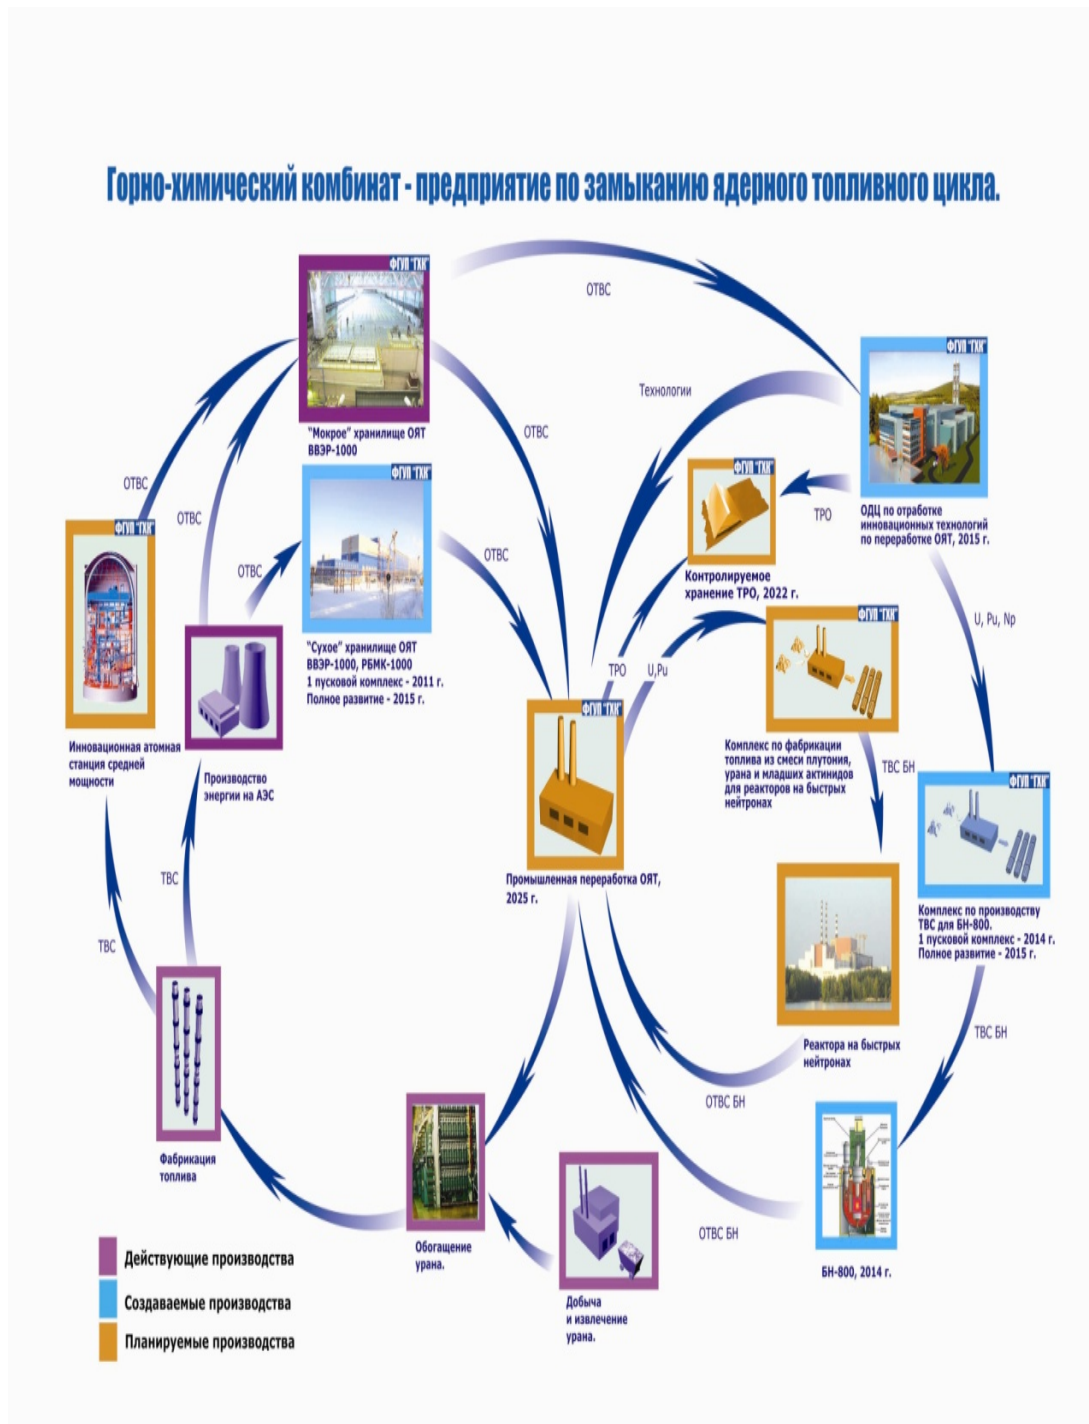 Горно-химический комбинат - предприятие по замыканию ядерного топливного цикла.
ФГУП "ГХК"
"Мокрое" хранилище ОЯТ
ВВЭР-1000
ОТВС
ФГУП "ГХК"
ОДЦ по отработке
инновационных технологий
по переработке ОЯТ, 2015 г.
Технологии
ОТВС
ФГУП "ГХК"
Контролируемое
хранение ТРО, 2022 г.
ТРО
ФГУП "ГХК"
"Сухое" хранилище ОЯТ
ВВЭР-1000, РБМК-1000
1 пусковой комплекс - 2011 г.
Полное развитие - 2015 г.
ОТВС
ОТВС
ОТВС
ОТВС
ФГУП "ГХК"
Инновационная атомная
станция средней
мощности
Производство
энергии на АЭС
ТРО
U,Pu
U, Pu, Np
ФГУП "ГХК"
Комплекс по фабрикации
топлива из смеси плутония,
урана и младших актинидов
для реакторов на быстрых
нейтронах
ТВС БН
ФГУП "ГХК"
Промышленная переработка ОЯТ,
2025 г.
ФГУП "ГХК"
Комплекс по производству
ТВС для БН-800.
1 пусковой комплекс - 2014 г.
Полное развитие - 2015 г.
ТВС
ТВС
Реактора на быстрых
нейтронах
ТВС БН
ОТВС БН
ОТВС БН
БН-800, 2014 г.
Фабрикация
топлива
Обогащение
урана.
Добыча
и извлечение
урана.
Действующие производства
Создаваемые производства
Планируемые производства